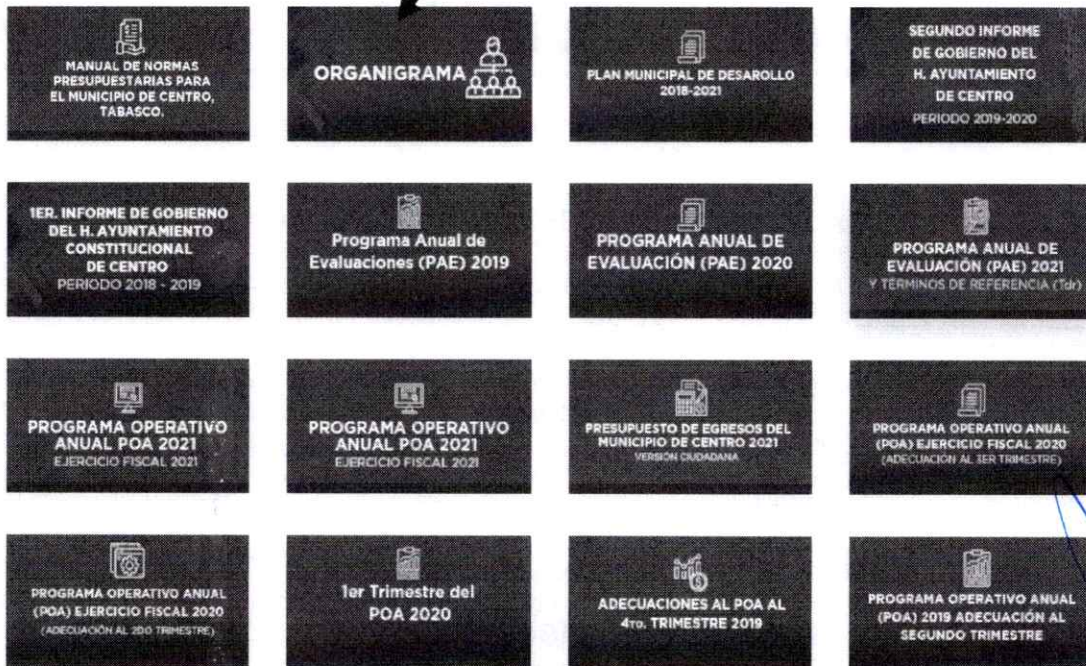 MANUAL DE NORMAS
PRESUPUESTARIAS PARA
EL MUNICIPIO DE CENTRO,
TABASCO.
ORGANIGRAMA
PLAN MUNICIPAL DE DESAROLLO
2018-2021
SEGUNDO INFORME
DE GOBIERNO DEL
H. AYUNTAMIENTO
DE CENTRO
PERIODO 2019-2020
1ER. INFORME DE GOBIERNO
DEL H. AYUNTAMIENTO
CONSTITUCIONAL
DE CENTRO
PERIODO 2018 - 2019
Programa Anual de
Evaluaciones (PAE) 2019
PROGRAMA ANUAL DE
EVALUACIÓN (PAE) 2020
PROGRAMA ANUAL DE
EVALUACIÓN (PAE) 2021
Y TERMINOS DE REFERENCIA (Tdr)
PROGRAMA OPERATIVO
ANUAL POA 2021
EJERCICIO FISCAL 2021
PROGRAMA OPERATIVO
ANUAL POA 2021
EJERCICIO FISCAL 2021
PRESUPUESTO DE EGRESOS DEL
MUNICIPIO DE CENTRO 2021
VERSIÓN CIUDADANA
PROGRAMA OPERATIVO ANUAL
(POA) EJERCICIO FISCAL 2020
(ADECUACIÓN AL 3ER TRIMESTRE)
PROGRAMA OPERATIVO ANUAL
(POA) EJERCICIO FISCAL 2020
(ADECUACIÓN AL 2DO TRIMESTRE)
1er Trimestre del
POA 2020
ADECUACIONES AL POA AL
4TO. TRIMESTRE 2019
PROGRAMA OPERATIVO ANUAL
(POA) 2019 ADECUACIÓN AL
SEGUNDO TRIMESTRE